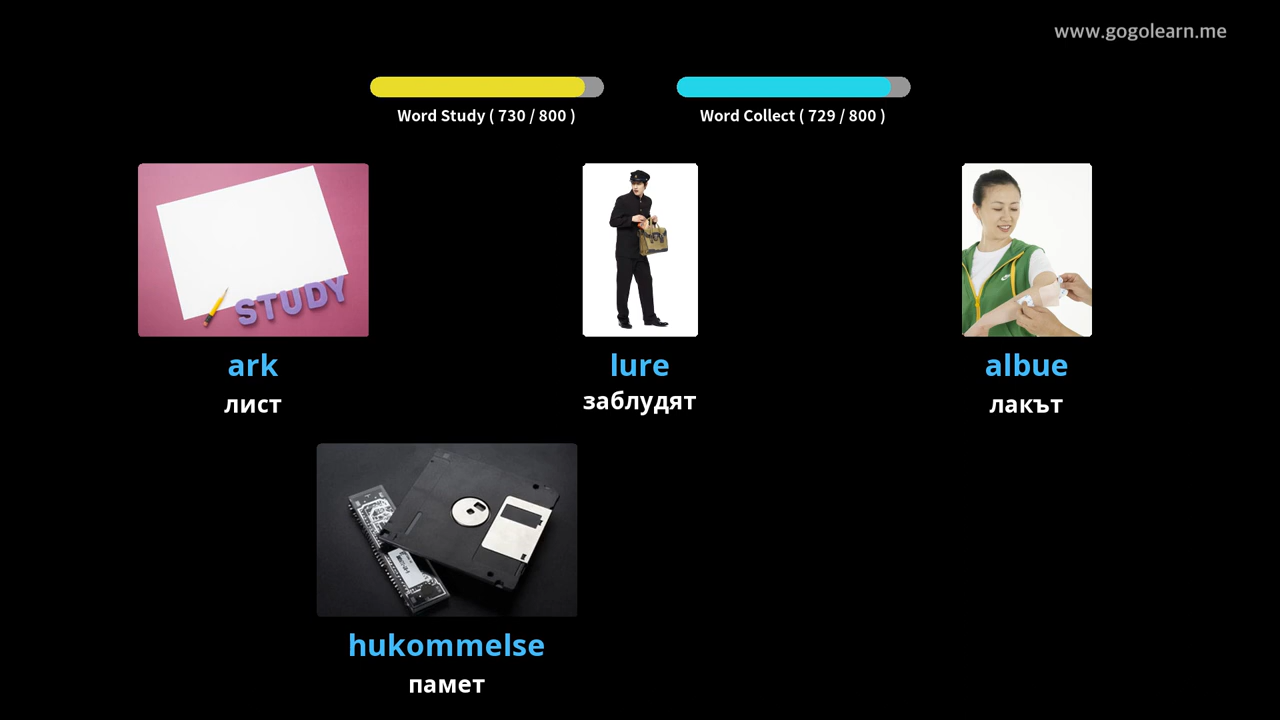 www.gogolearn.me
Word Study ( 730 / 800 )
Word Collect ( 729 / 800 )
STUDY
ark
lure
albue
лист
заблудят
лакът
hukommelse
памет